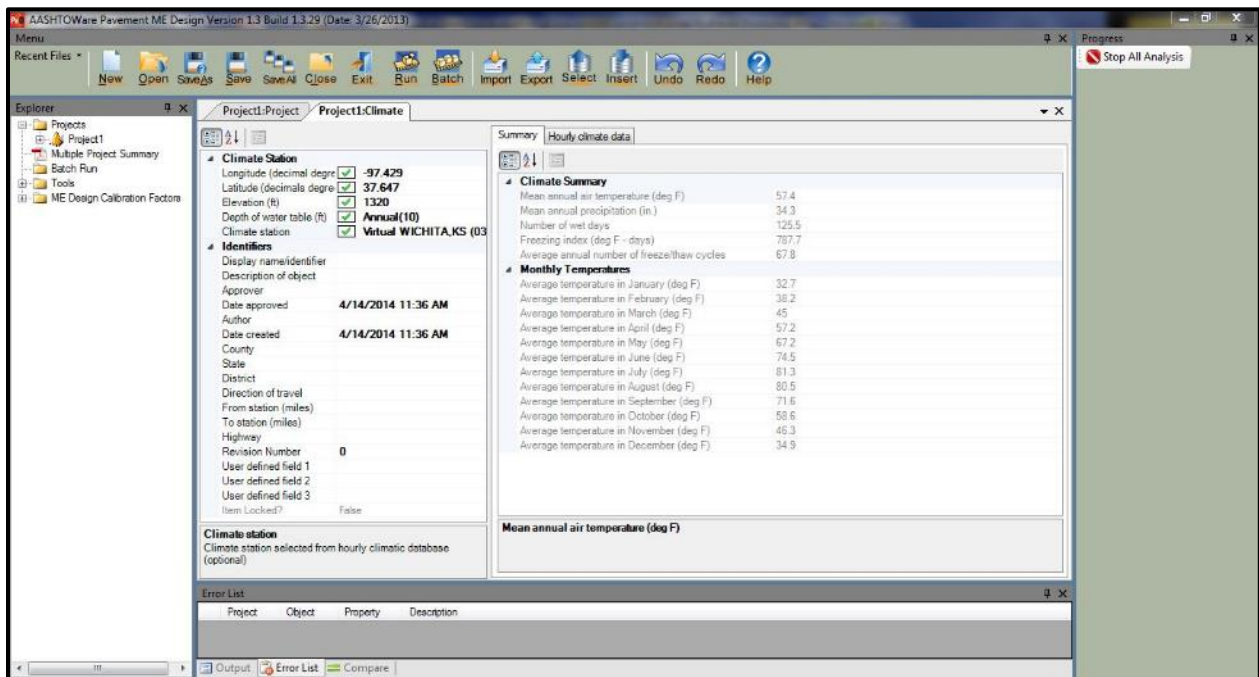 AASHTOWare Pavement ME Design Version 1.3 Build 1.3.29 (Date: 3/26/2013)
Menu
Recent Files
New Open SaveAs Save SaveAll Close Exit Run Batch Import Export Select Insert Undo Redo Help
Progress
Stop All Analysis
Explorer
Projects
Project1
Multiple Project Summary
Batch Run
Tools
ME Design Calibration Factors
Project1:Project Project1:Climate
Climate Station
Longitude (decimal degre -97.429
Latitude (decimals degre 37.647
Elevation (ft) 1320
Depth of water table (ft) Annual(10)
Climate station Virtual WICHITA,KS (03
Identifiers
Display name/identifier
Description of object
Approver
Date approved 4/14/2014 11:36 AM
Author
Date created 4/14/2014 11:36 AM
County
State
District
Direction of travel
From station (miles)
To station (miles)
Highway
Revision Number 0
User defined field 1
User defined field 2
User defined field 3
Item Locked? False
Climate station
Climate station selected from hourly climatic database
(optional)
Summary Hourly climate data
Climate Summary
Mean annual air temperature (deg F) 57.4
Mean annual precipitation (in.) 34.3
Number of wet days 125.5
Freezing index (deg F - days) 787.7
Average annual number of freeze/thaw cycles 67.8
Monthly Temperatures
Average temperature in January (deg F) 32.7
Average temperature in February (deg F) 38.2
Average temperature in March (deg F) 45
Average temperature in April (deg F) 57.2
Average temperature in May (deg F) 67.2
Average temperature in June (deg F) 74.5
Average temperature in July (deg F) 81.3
Average temperature in August (deg F) 80.5
Average temperature in September (deg F) 71.6
Average temperature in October (deg F) 58.6
Average temperature in November (deg F) 46.3
Average temperature in December (deg F) 34.9
Mean annual air temperature (deg F)
Error List
Project Object Property Description
Output Error List Compare